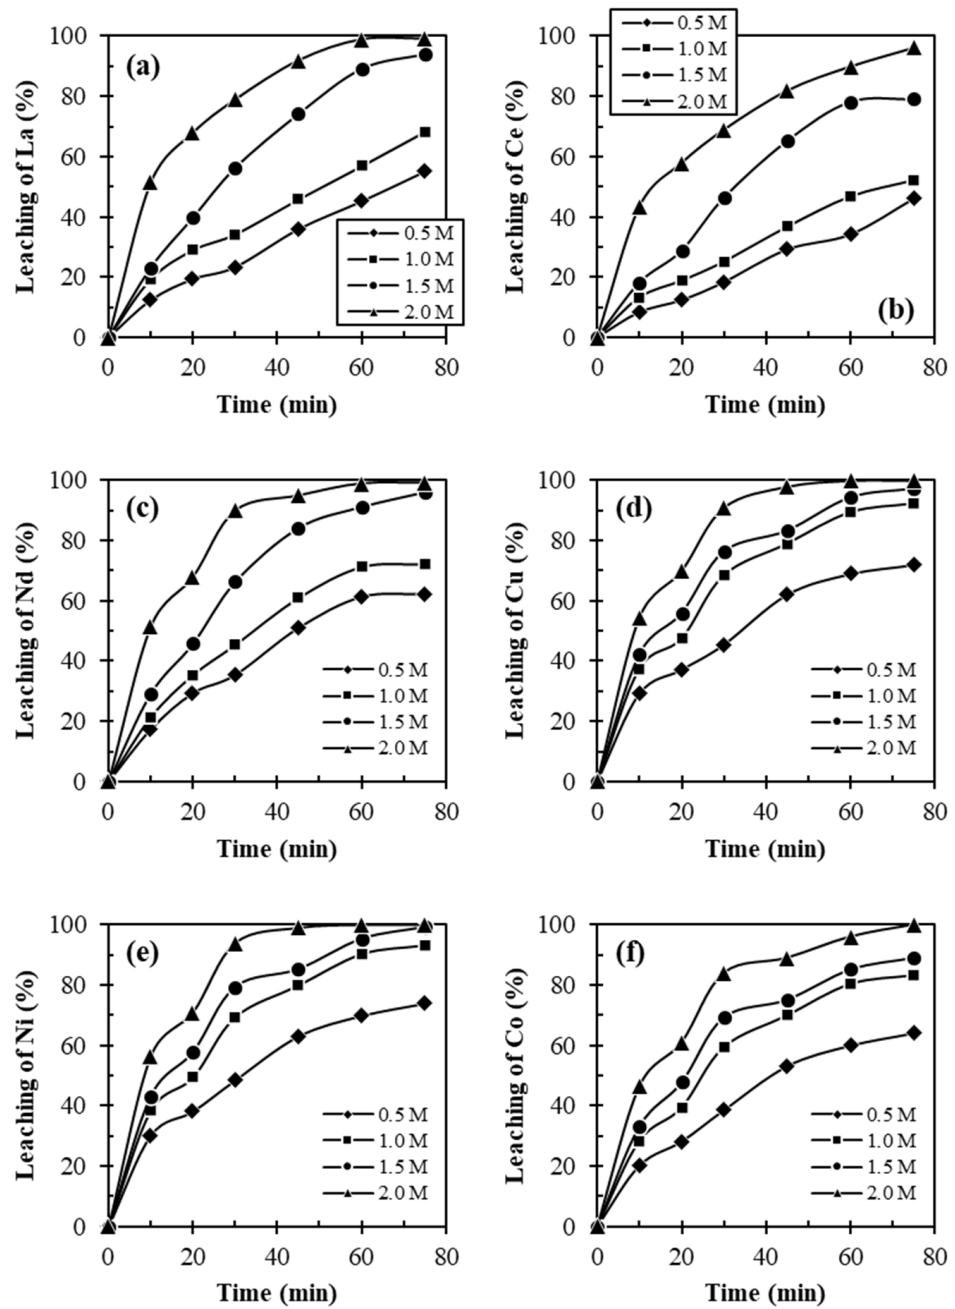 (a)
Leaching of La (%)
100
80
60
40
20
0
0 20 40 60 80
Time (min)
0.5 M
1.0 M
1.5 M
2.0 M
(b)
Leaching of Ce (%)
100
80
60
40
20
0
0 20 40 60 80
Time (min)
0.5 M
1.0 M
1.5 M
2.0 M
(c)
Leaching of Nd (%)
100
80
60
40
20
0
0 20 40 60 80
Time (min)
0.5 M
1.0 M
1.5 M
2.0 M
(d)
Leaching of Cu (%)
100
80
60
40
20
0
0 20 40 60 80
Time (min)
0.5 M
1.0 M
1.5 M
2.0 M
(e)
Leaching of Ni (%)
100
80
60
40
20
0
0 20 40 60 80
Time (min)
0.5 M
1.0 M
1.5 M
2.0 M
(f)
Leaching of Co (%)
100
80
60
40
20
0
0 20 40 60 80
Time (min)
0.5 M
1.0 M
1.5 M
2.0 M